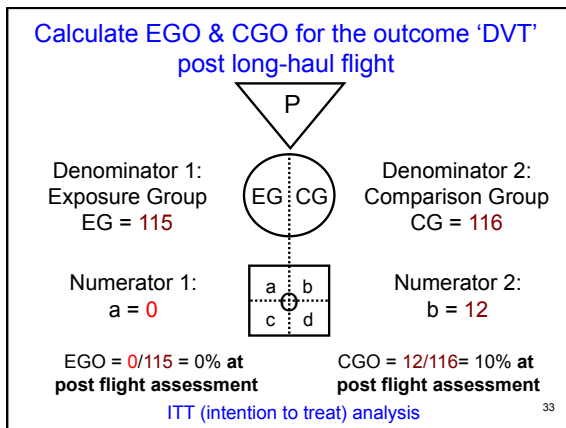 Calculate EGO & CGO for the outcome ‘DVT’
post long-haul flight
P
Denominator 1:
Exposure Group
EG = 115
EG CG
Denominator 2:
Comparison Group
CG = 116
Numerator 1:
a = 0
a b
O
c d
Numerator 2:
b = 12
EGO = 0/115 = 0% at
post flight assessment
CGO = 12/116= 10% at
post flight assessment
ITT (intention to treat) analysis
33